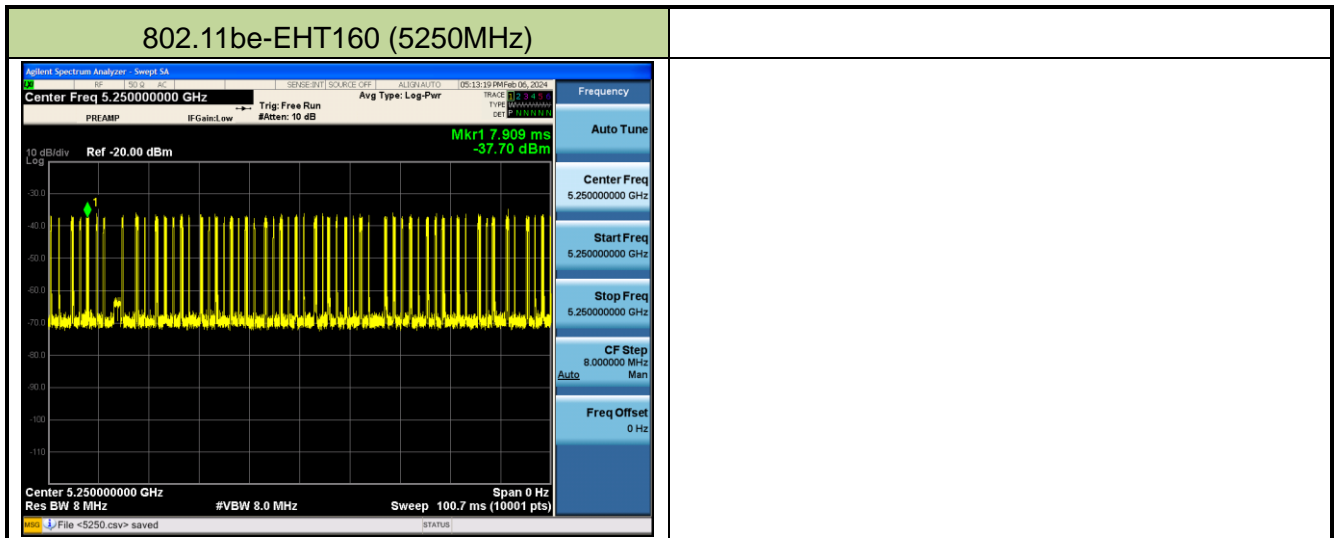 802.11be-EHT160 (5250MHz)
Agilent Spectrum Analyzer - Swept SA
RF 50 Ω AC SENSE:INT SOURCE OFF ALIGN AUTO 05:13:19 PM Feb 06, 2024
Center Freq 5.250000000 GHz
Avg Type: Log-Pwr
TRACE 1 2 3 4 5 6
Trig: Free Run
TYPE
PREAMP IFGain:Low #Atten: 10 dB
DET P N N N N N
Mkr1 7.909 ms
-37.70 dBm
10 dB/div Ref -20.00 dBm
Log
1
-30.0
-40.0
-50.0
-60.0
-70.0
-80.0
-90.0
-100
-110
Center 5.250000000 GHz Span 0 Hz
Res BW 8 MHz #VBW 8.0 MHz Sweep 100.7 ms (10001 pts)
MSG File <5250.csv> saved STATUS
Frequency
Auto Tune
Center Freq
5.250000000 GHz
Start Freq
5.250000000 GHz
Stop Freq
5.250000000 GHz
CF Step
8.000000 MHz
Auto Man
Freq Offset
0 Hz